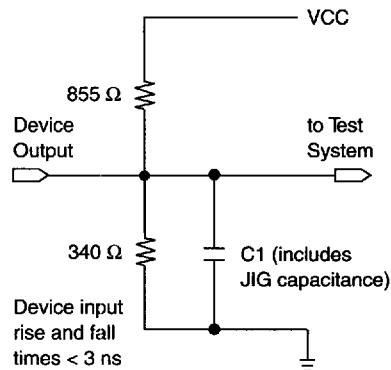 VCC
855 Ω
Device
Output
to Test
System
340 Ω
C1 (includes
JIG capacitance)
Device input
rise and fall
times < 3 ns